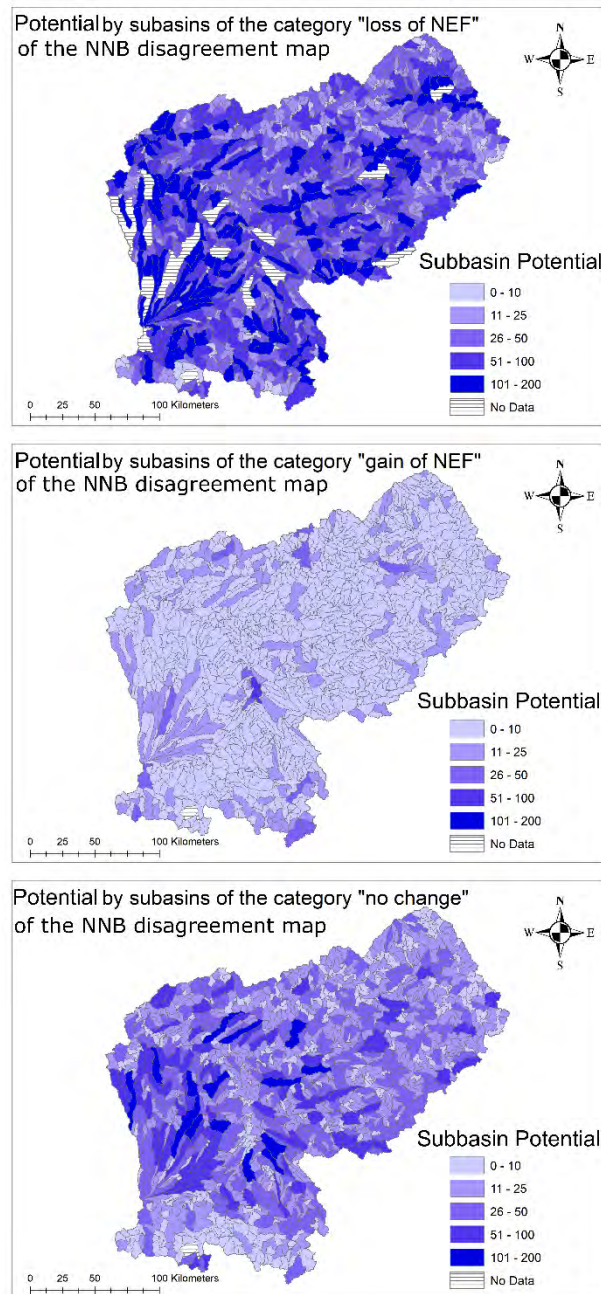 Potential by subasins of the category "loss of NEF"
of the NNB disagreement map
N
W E
S
Subbasin Potential
0 - 10
11 - 25
26 - 50
51 - 100
101 - 200
No Data
0 25 50 100 Kilometers
Potential by subasins of the category "gain of NEF"
of the NNB disagreement map
N
W E
S
Subbasin Potential
0 - 10
11 - 25
26 - 50
51 - 100
101 - 200
No Data
0 25 50 100 Kilometers
Potential by subasins of the category "no change"
of the NNB disagreement map
N
W E
S
Subbasin Potential
0 - 10
11 - 25
26 - 50
51 - 100
101 - 200
No Data
0 25 50 100 Kilometers